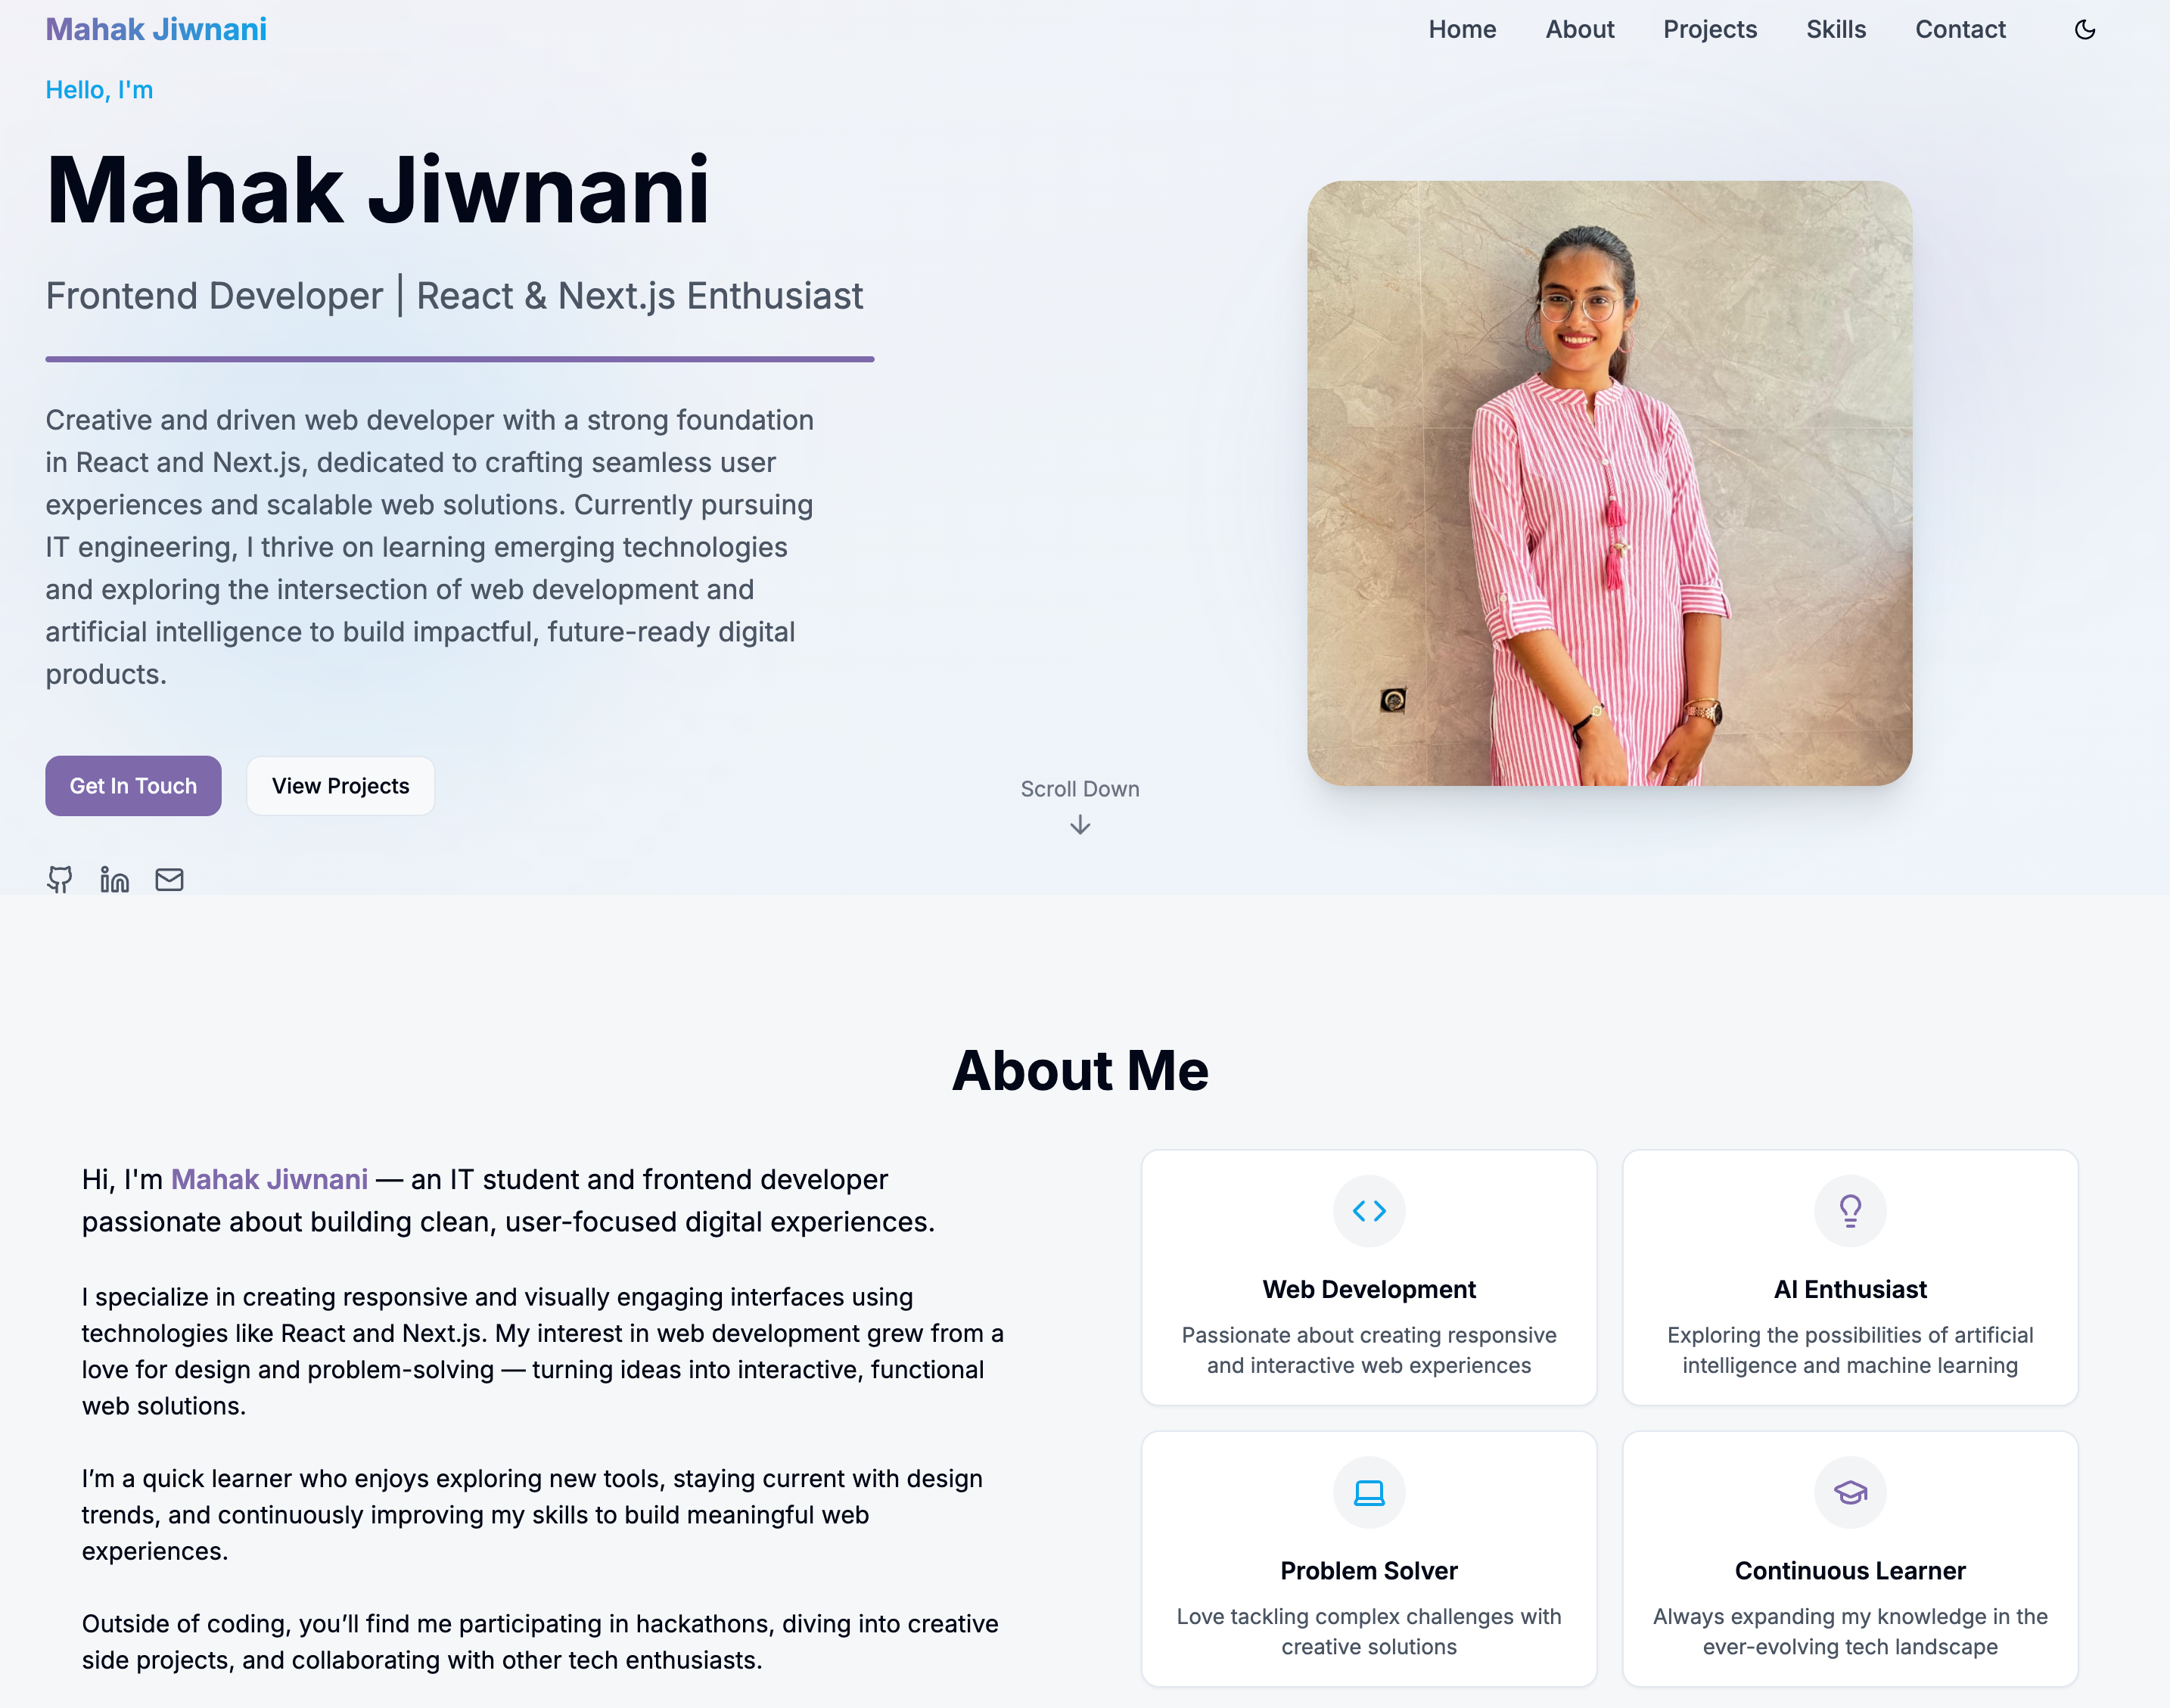 Mahak Jiwnani
Home About Projects Skills Contact
Hello, I'm
Mahak Jiwnani
Frontend Developer | React & Next.js Enthusiast
Creative and driven web developer with a strong foundation
in React and Next.js, dedicated to crafting seamless user
experiences and scalable web solutions. Currently pursuing
IT engineering, I thrive on learning emerging technologies
and exploring the intersection of web development and
artificial intelligence to build impactful, future-ready digital
products.
Get In Touch
View Projects
Scroll Down
About Me
Hi, I'm Mahak Jiwnani — an IT student and frontend developer
passionate about building clean, user-focused digital experiences.
I specialize in creating responsive and visually engaging interfaces using
technologies like React and Next.js. My interest in web development grew from a
love for design and problem-solving — turning ideas into interactive, functional
web solutions.
I’m a quick learner who enjoys exploring new tools, staying current with design
trends, and continuously improving my skills to build meaningful web
experiences.
Outside of coding, you’ll find me participating in hackathons, diving into creative
side projects, and collaborating with other tech enthusiasts.
Web Development
Passionate about creating responsive
and interactive web experiences
AI Enthusiast
Exploring the possibilities of artificial
intelligence and machine learning
Problem Solver
Love tackling complex challenges with
creative solutions
Continuous Learner
Always expanding my knowledge in the
ever-evolving tech landscape